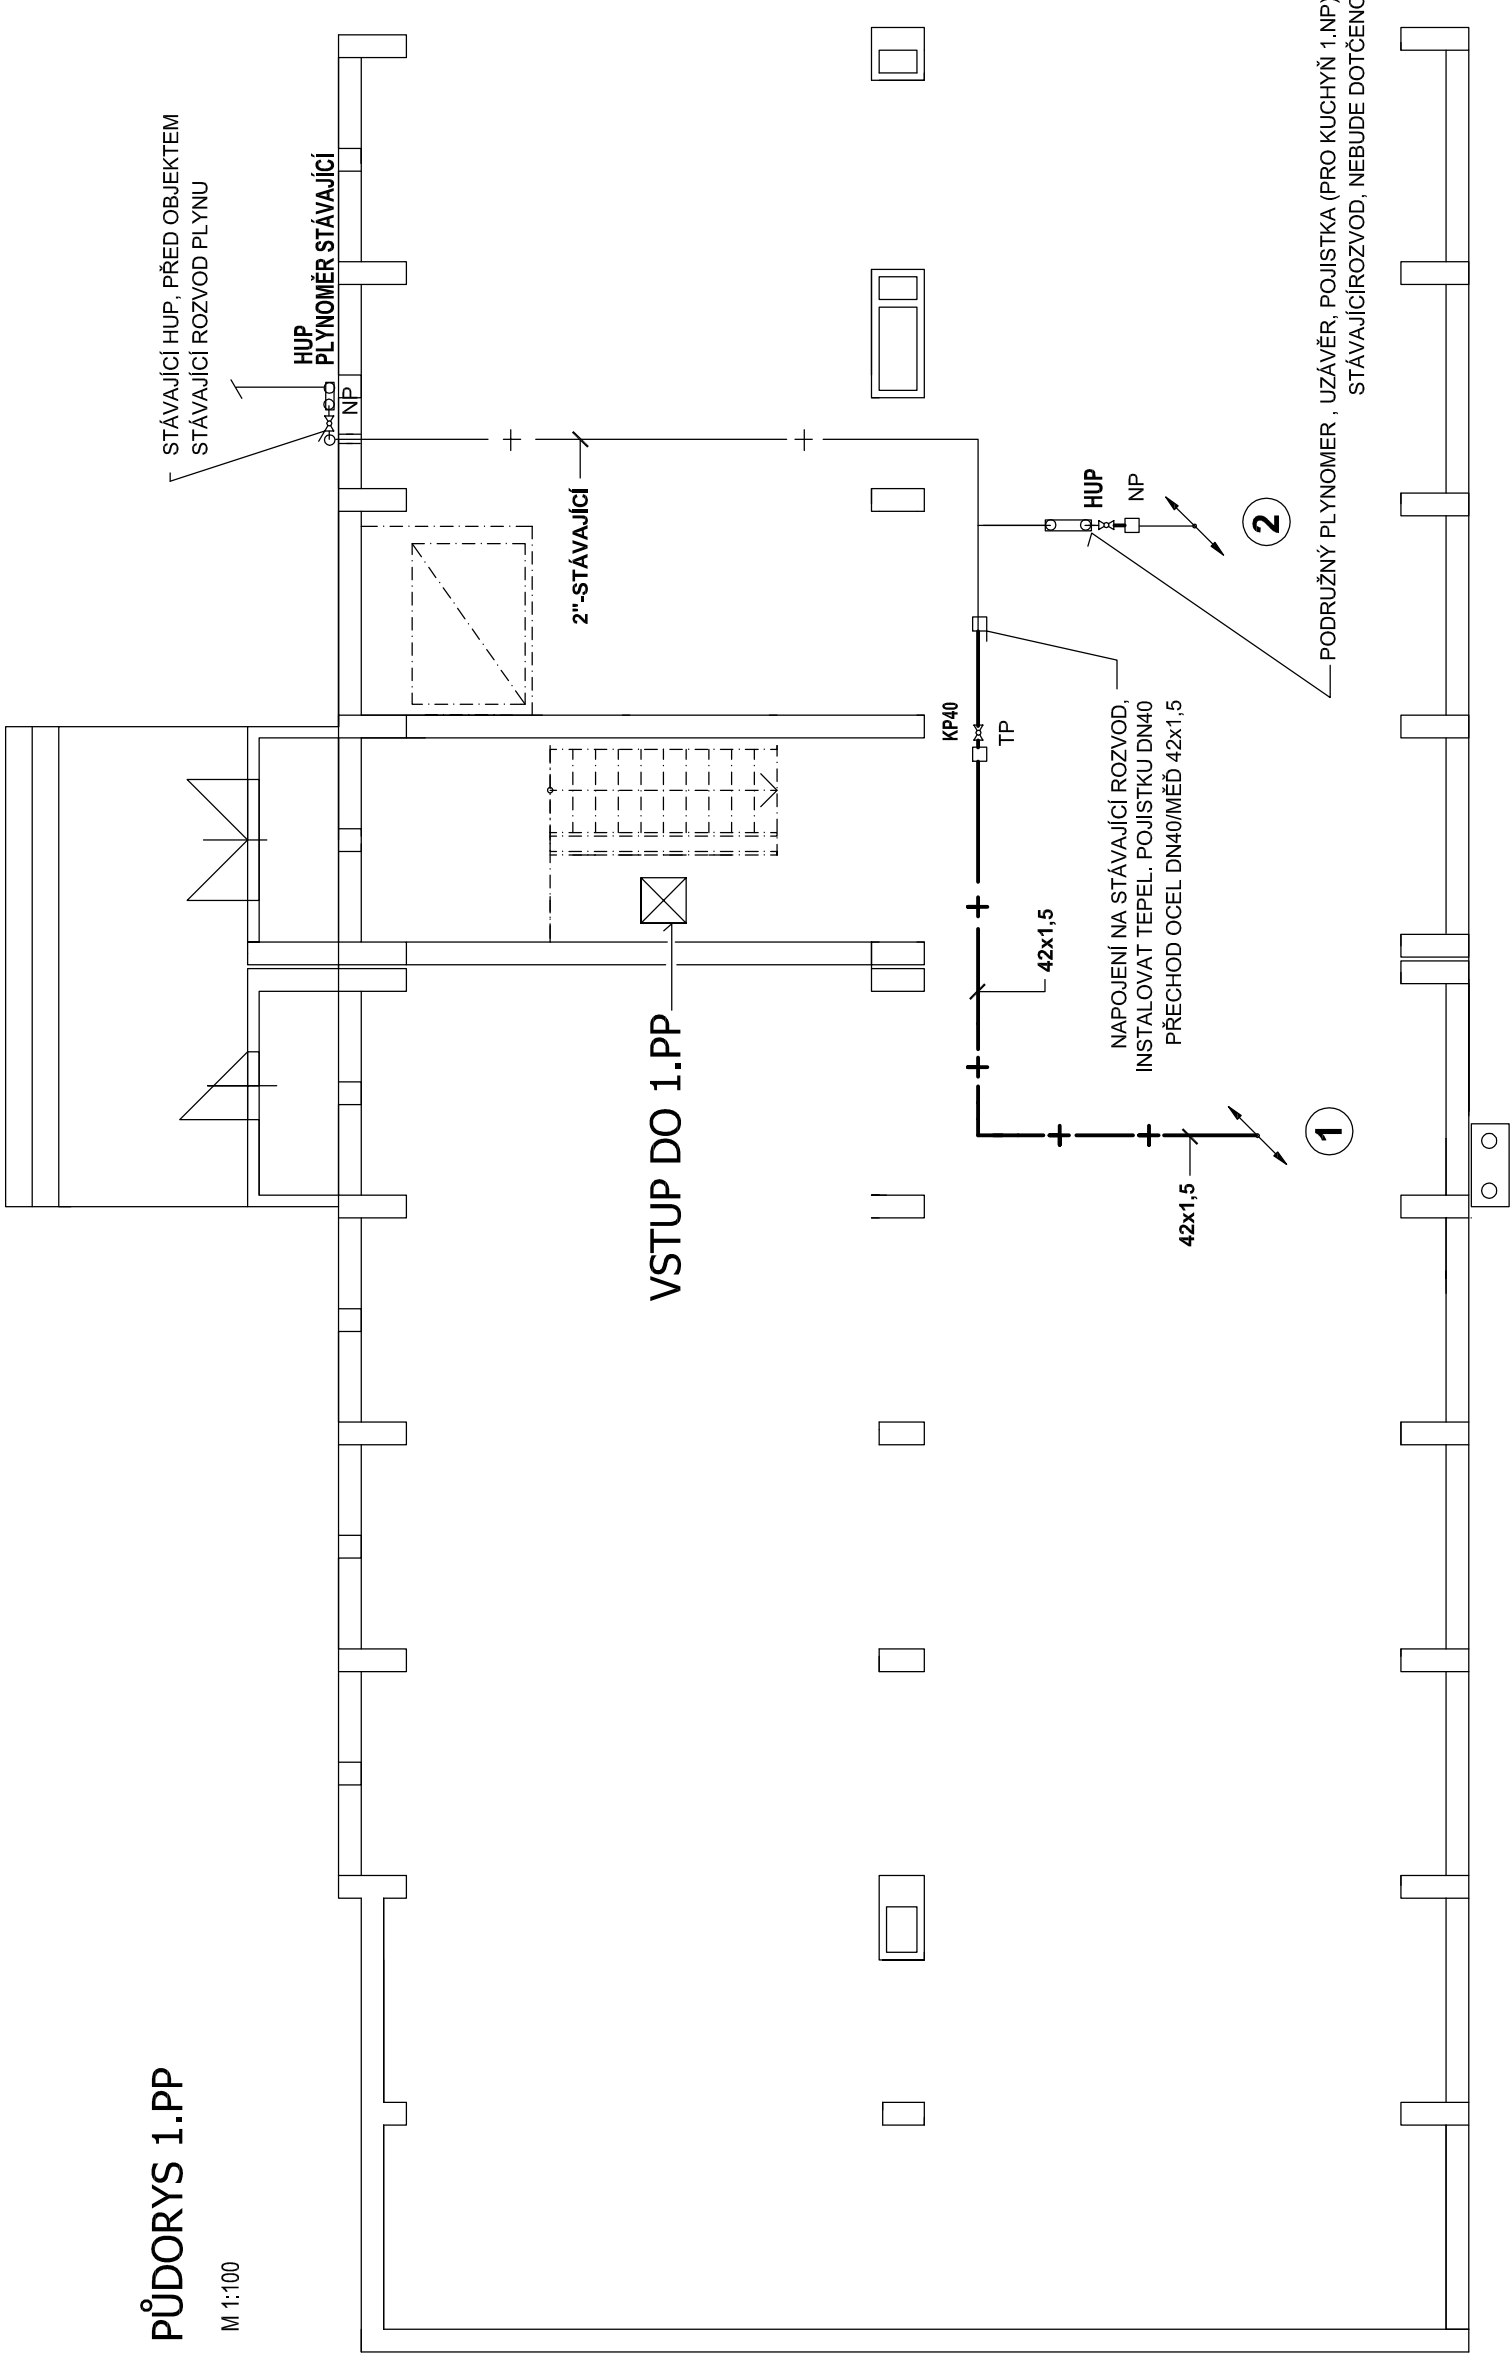 PŮDORYS 1.PP
M 1:100
STÁVAJÍCÍ HUP, PŘED OBJEKTEM
STÁVAJÍCÍ ROZVOD PLYNU
HUP
PLYNOMĚR STÁVAJÍCÍ
NP
2"-STÁVAJÍCÍ
VSTUP DO 1.PP
KP40
TP
42x1,5
HUP
NP
NAPOJENÍ NA STÁVAJÍCÍ ROZVOD,
INSTALOVAT TEPEL. POJISTKU DN40
PŘECHOD OCEL DN40/MĚĎ 42x1,5
42x1,5
1
2
PODRUŽNÝ PLYNOMER , UZÁVĚR, POJISTKA (PRO KUCHYŇ 1.NP)
STÁVAJÍCÍROZVOD, NEBUDE DOTČENO